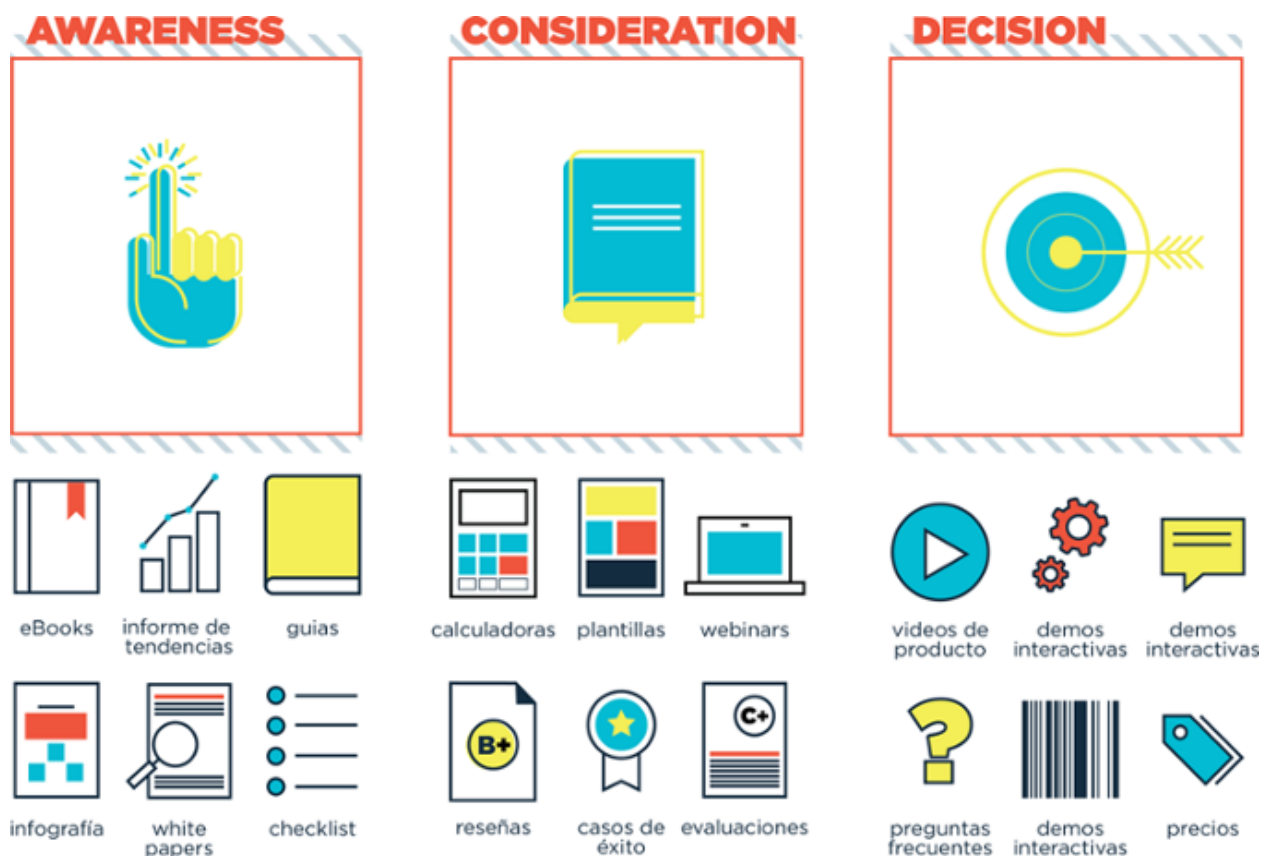 AWARENESS
CONSIDERATION
DECISION
eBooks
informe de
tendencias
guias
calculadoras
plantillas
webinars
videos de
producto
demos
interactivas
demos
interactivas
infografía
white
papers
checklist
B+
reseñas
casos de
éxito
C+
evaluaciones
preguntas
frecuentes
demos
interactivas
precios